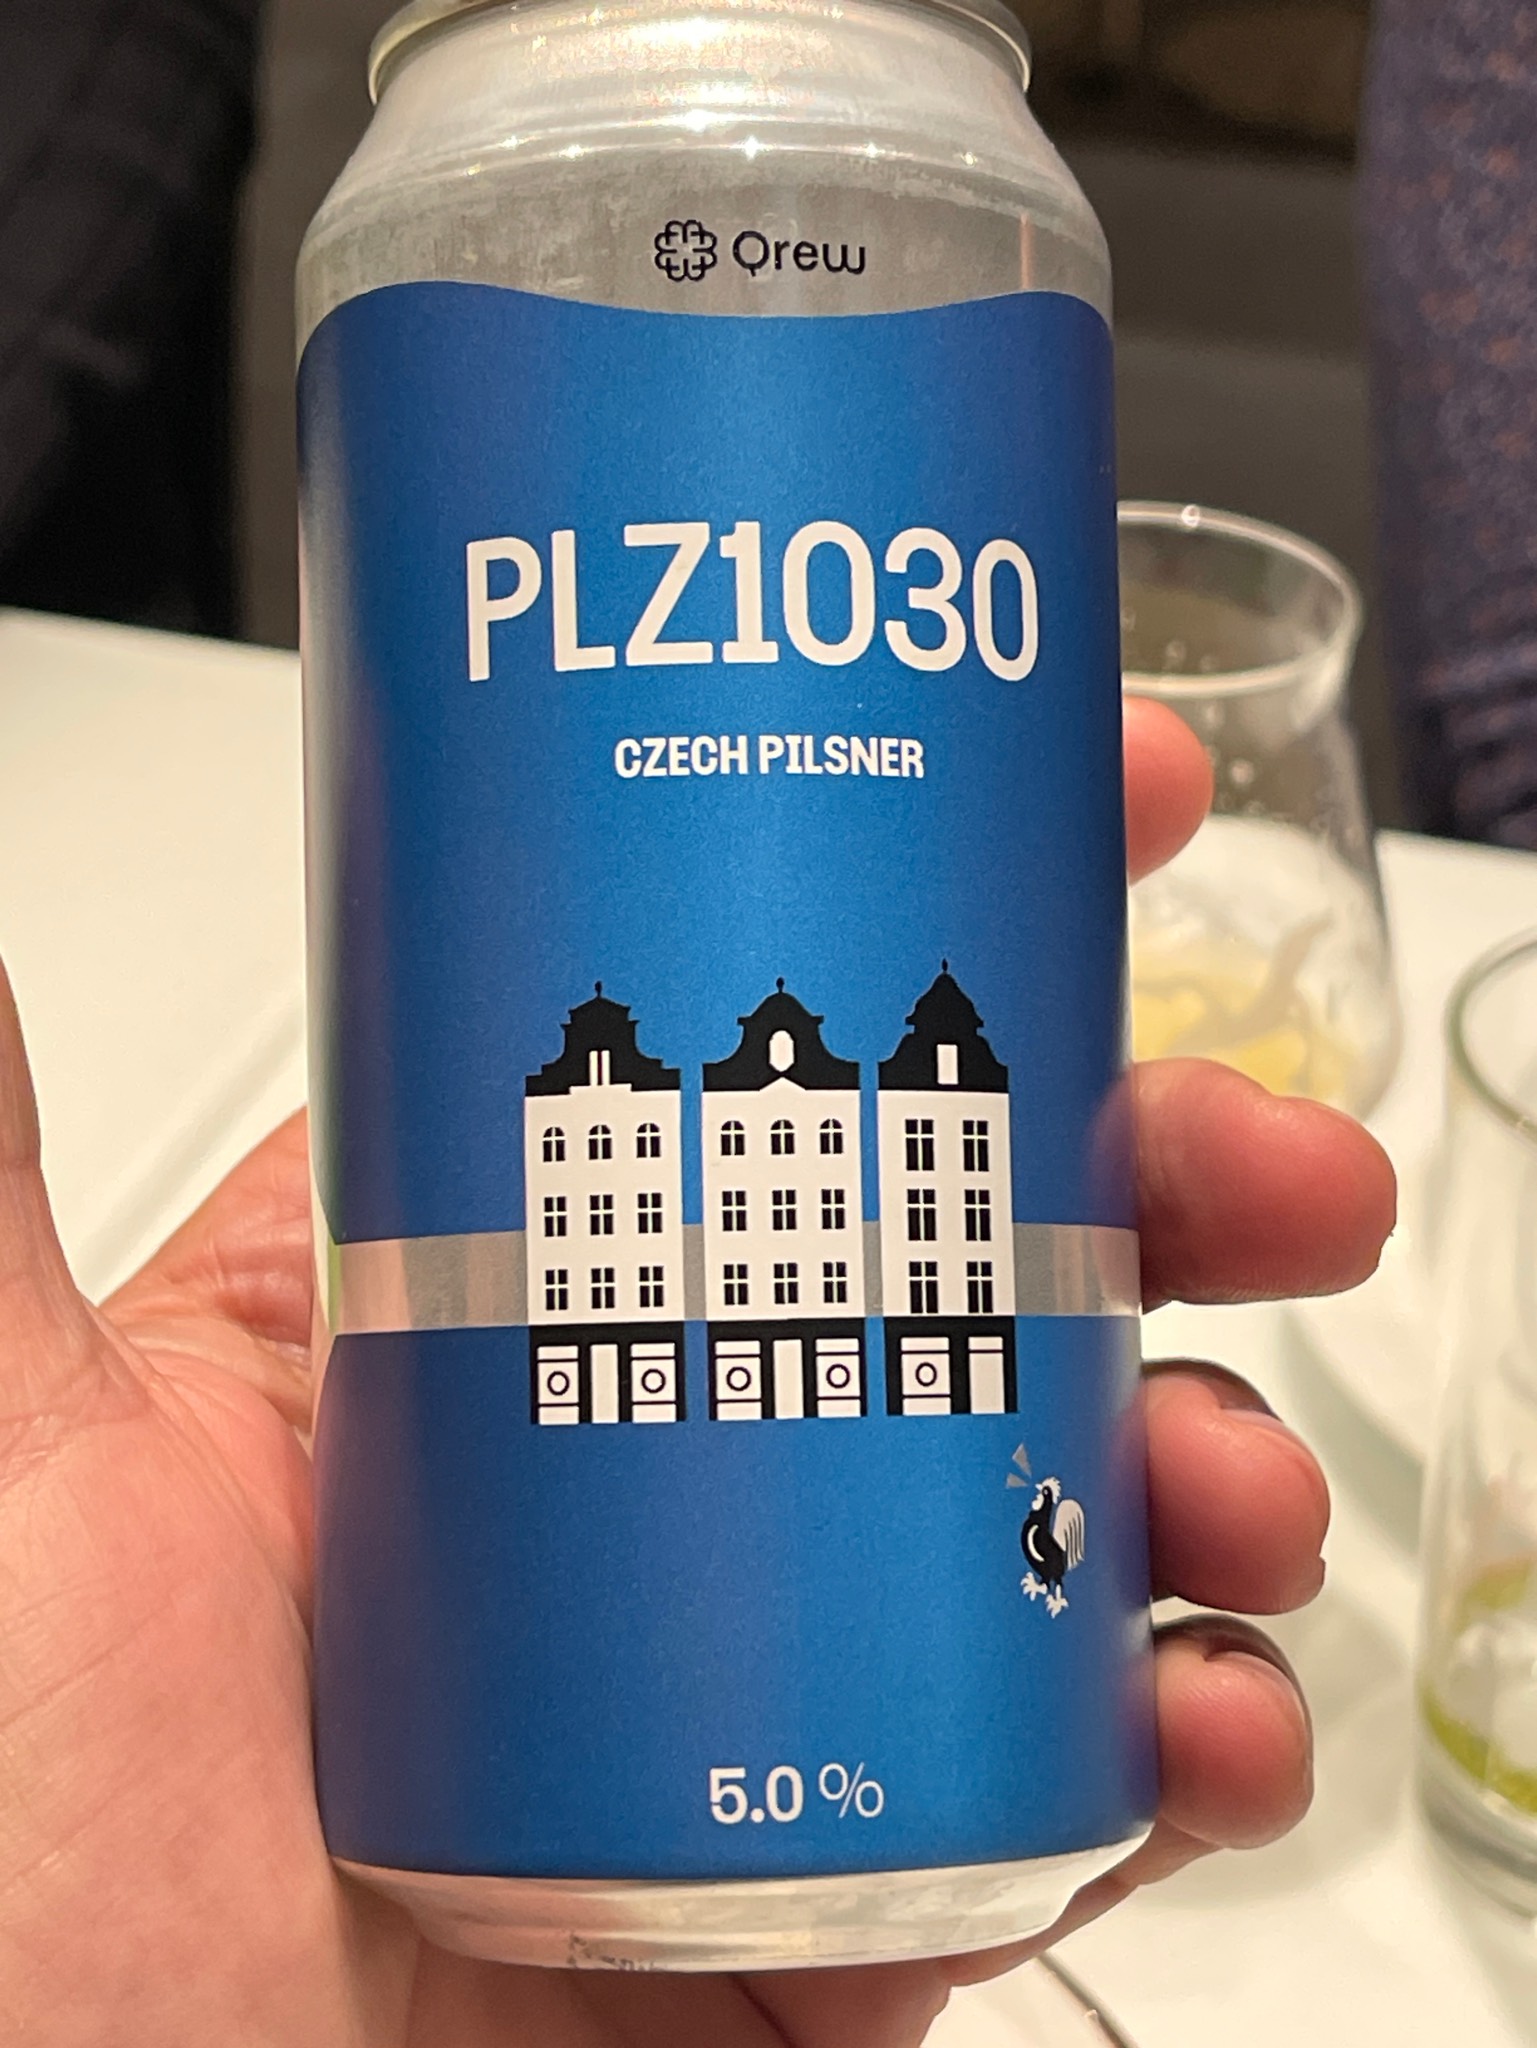 Qrew
PLZ1030
CZECH PILSNER
5.0 %